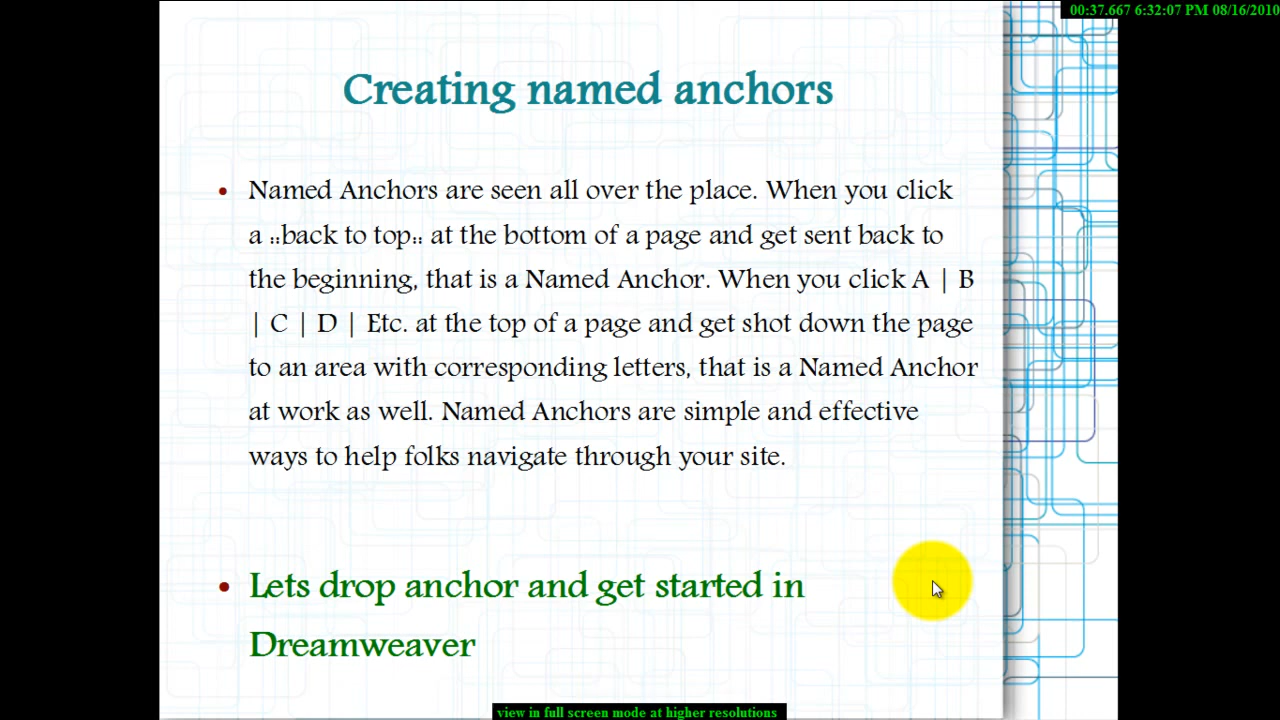 00:37.667 6:32:07 PM 08/16/2010
Creating named anchors
• Named Anchors are seen all over the place. When you click
a ::back to top:: at the bottom of a page and get sent back to
the beginning, that is a Named Anchor. When you click A | B
| C | D | Etc. at the top of a page and get shot down the page
to an area with corresponding letters, that is a Named Anchor
at work as well. Named Anchors are simple and effective
ways to help folks navigate through your site.
• Lets drop anchor and get started in
Dreamweaver
view in full screen mode at higher resolutions